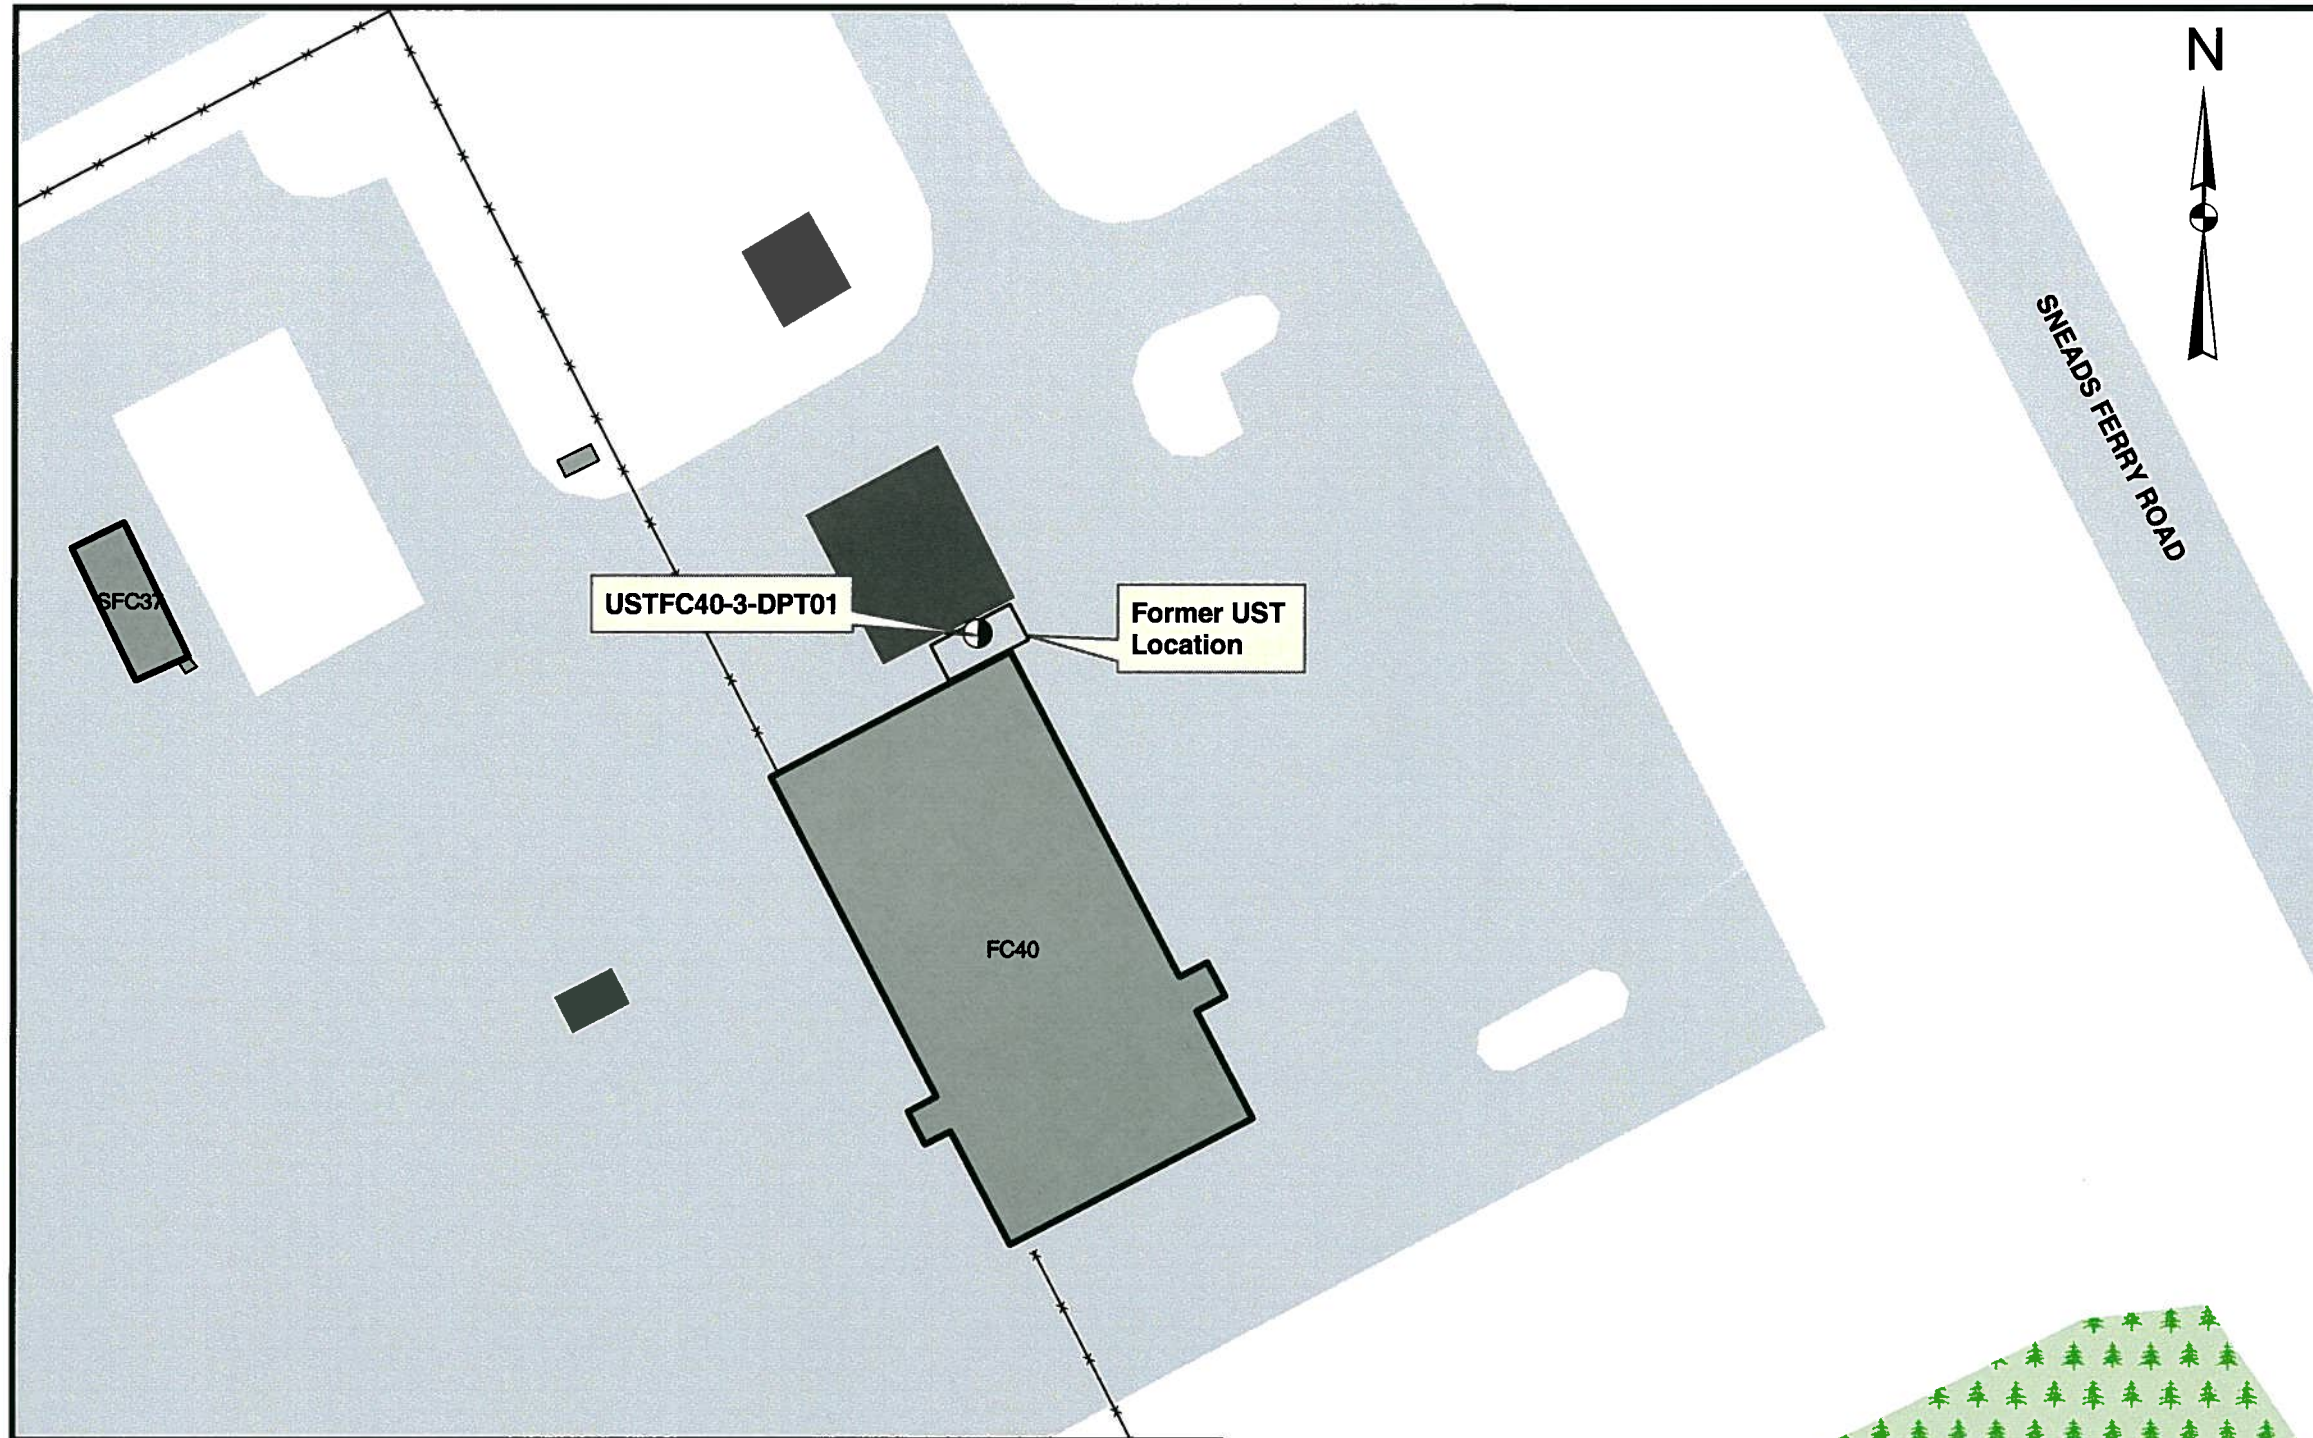 N
SNEADS FERRY ROAD
SFC37
USTFC40-3-DPT01
Former UST
Location
FC40